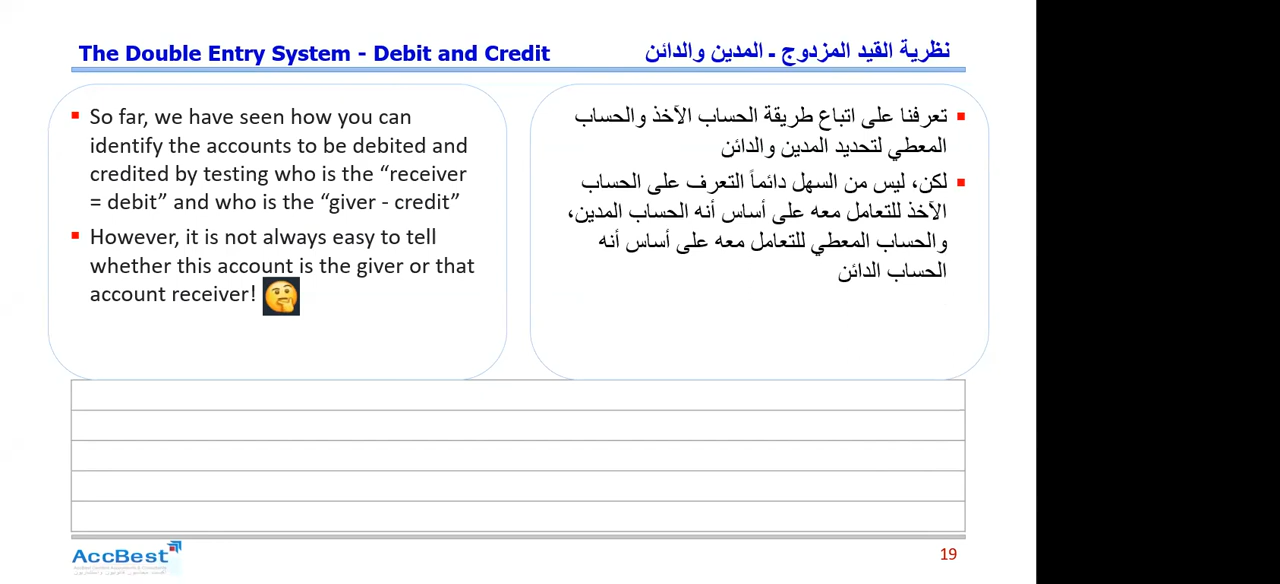 The Double Entry System - Debit and Credit
نظرية القيد المزدوج ـ المدين والدائن
So far, we have seen how you can
identify the accounts to be debited and
credited by testing who is the “receiver
= debit” and who is the “giver - credit”
However, it is not always easy to tell
whether this account is the giver or that
account receiver!
تعرفنا على اتباع طريقة الحساب الآخذ والحساب
المعطي لتحديد المدين والدائن
لكن، ليس من السهل دائماً التعرف على الحساب
الآخذ للتعامل معه على أساس أنه الحساب المدين،
والحساب المعطي للتعامل معه على أساس أنه
الحساب الدائن
AccBest
19